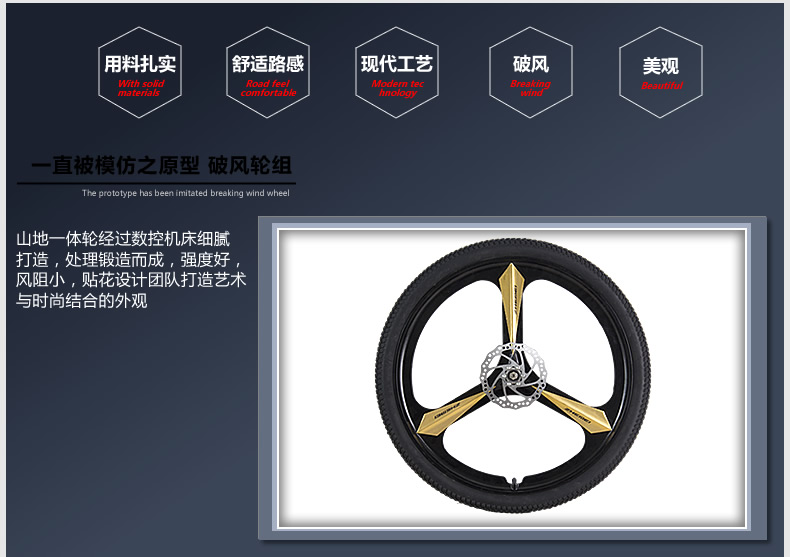 用料扎实
With solid
materials
舒适路感
Road feel
comfortable
现代工艺
Modern tec
hnology
破风
Breaking
wind
美观
Beautiful
一直被模仿之原型 破风轮组
The prototype has been imitated breaking wind wheel
山地一体轮经过数控机床细腻
打造，处理锻造而成，强度好，
风阻小，贴花设计团队打造艺术
与时尚结合的外观